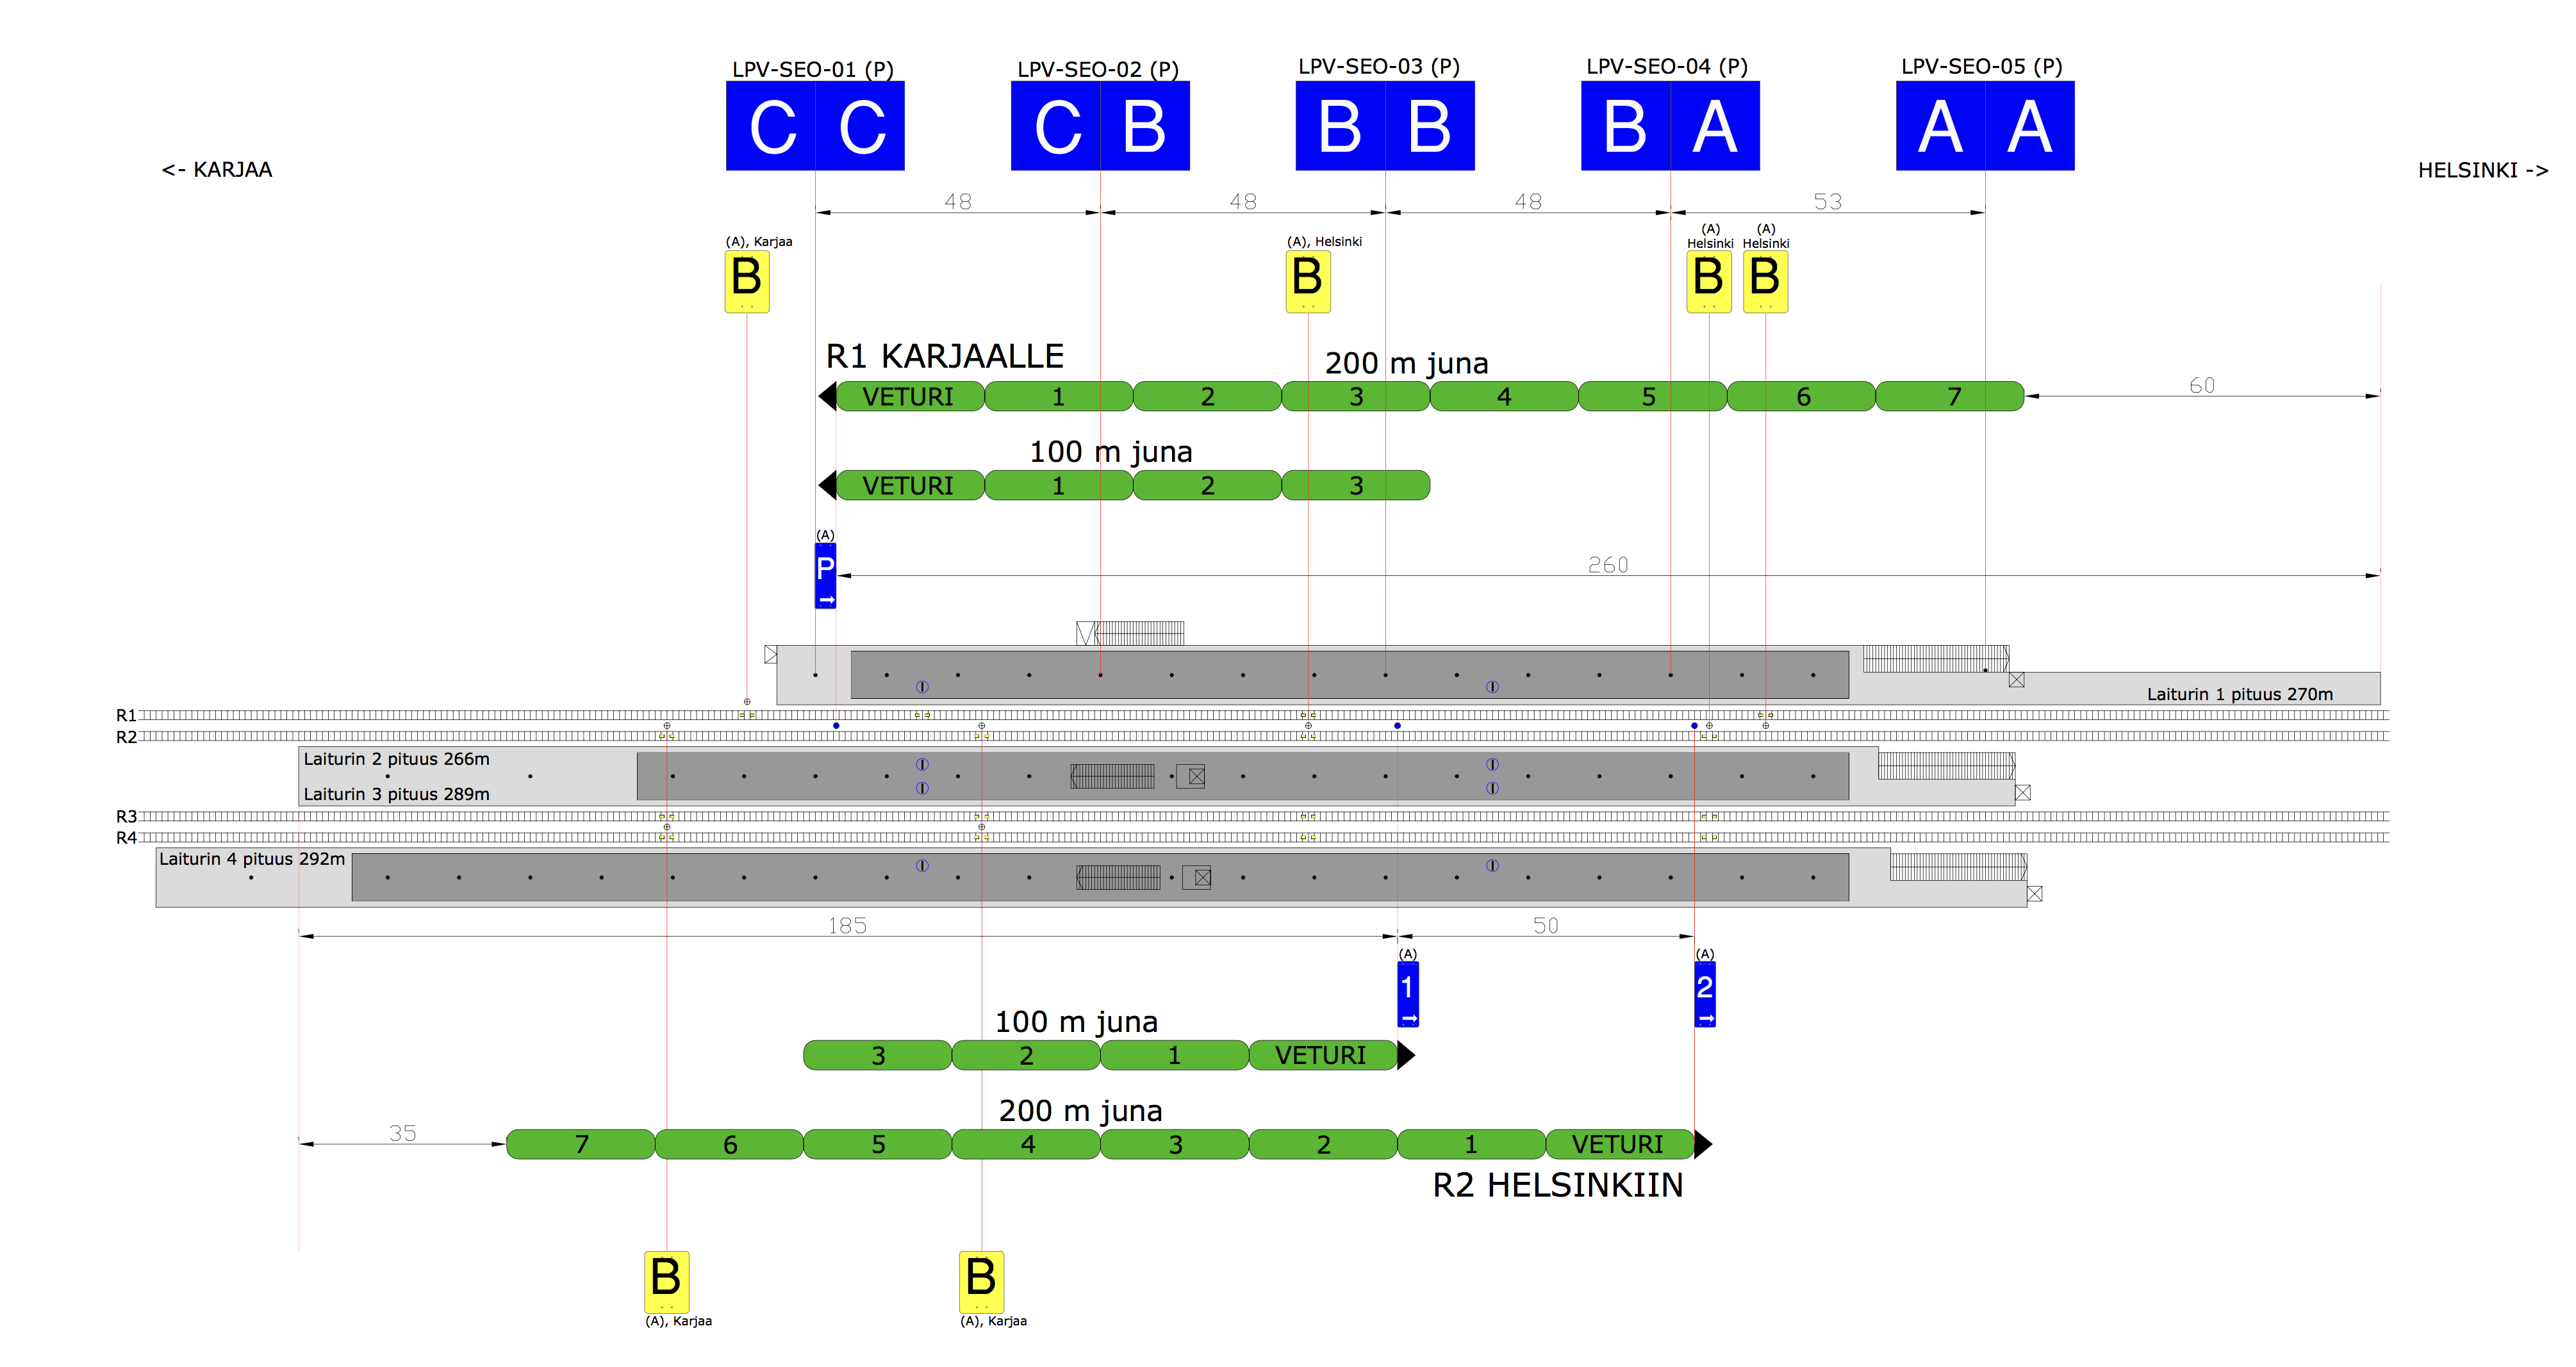 LPV-SEO-01 (P)
LPV-SEO-02 (P)
LPV-SEO-03 (P)
LPV-SEO-04 (P)
LPV-SEO-05 (P)
C C
C B
B B
B A
A A
<- KARJAA
HELSINKI ->
48
48
48
53
(A), Karjaa
B
(A), Helsinki
B
(A)
Helsinki
B
(A)
Helsinki
B
R1 KARJAALLE
200 m juna
VETURI 1 2 3 4 5 6 7
60
100 m juna
VETURI 1 2 3
(A)
P
→
260
Laiturin 1 pituus 270m
R1
R2
Laiturin 2 pituus 266m
Laiturin 3 pituus 289m
R3
R4
Laiturin 4 pituus 292m
185
50
(A)
1
→
(A)
2
→
100 m juna
3 2 1 VETURI
200 m juna
35
7 6 5 4 3 2 1 VETURI
R2 HELSINKIIN
B
(A), Karjaa
B
(A), Karjaa